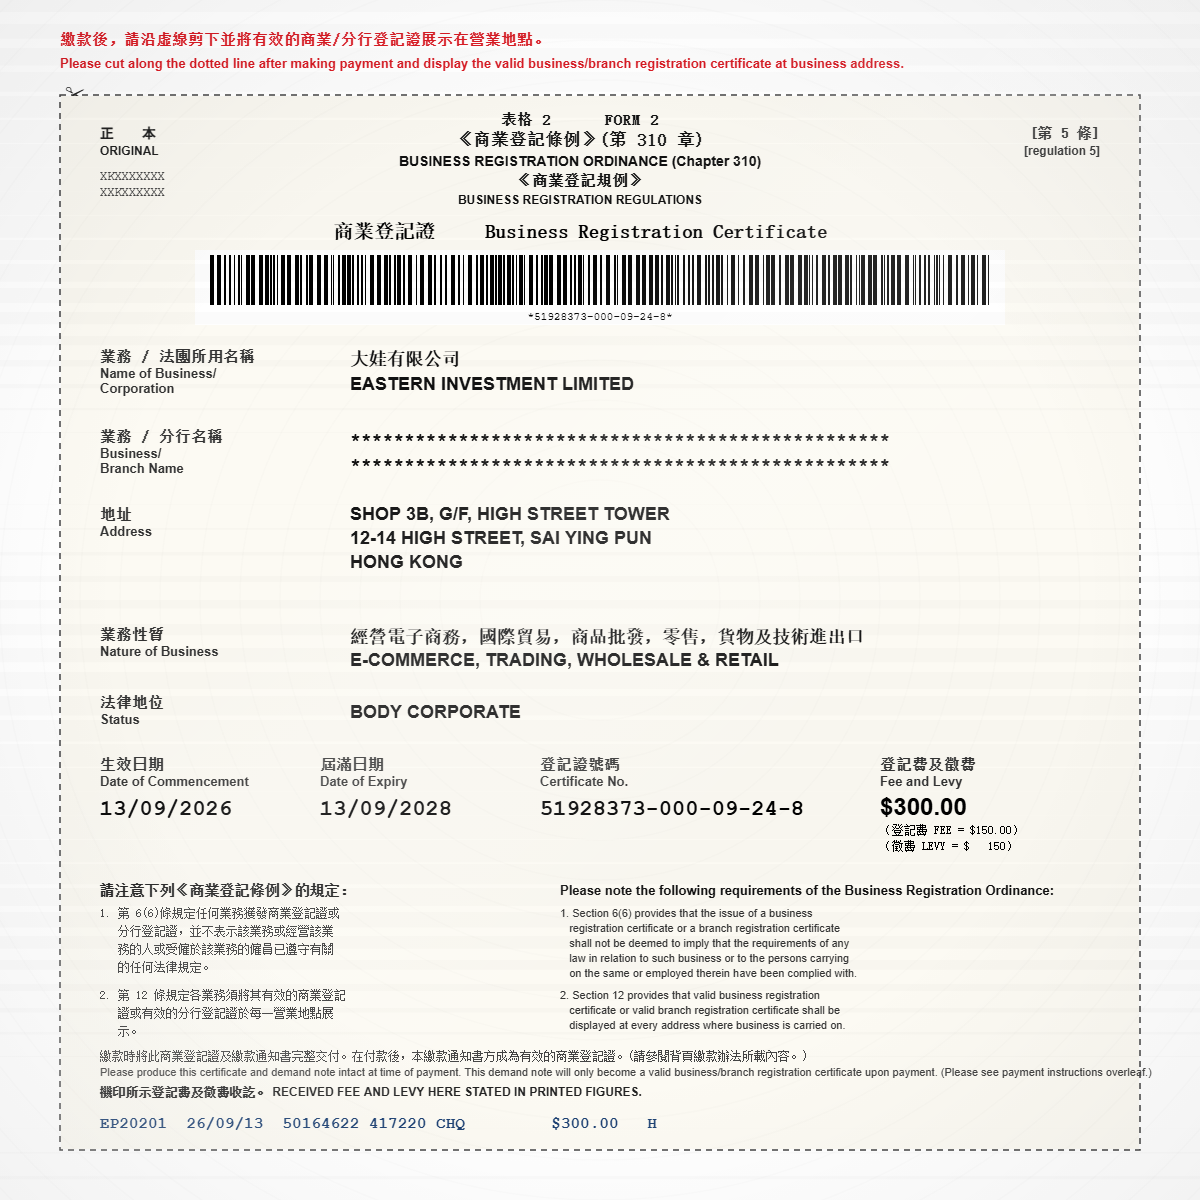 繳款後，請沿虛線剪下並將有效的商業/分行登記證展示在營業地點。
Please cut along the dotted line after making payment and display the valid business/branch registration certificate at business address.
正 本
ORIGINAL
XKXXXXXXX
XXKXXXXXX
表格 2 FORM 2
《商業登記條例》(第 310 章)
BUSINESS REGISTRATION ORDINANCE (Chapter 310)
《商業登記規例》
BUSINESS REGISTRATION REGULATIONS
[第 5 條]
[regulation 5]
商業登記證 Business Registration Certificate
*51928373-000-09-24-8*
業務 / 法團所用名稱
Name of Business/
Corporation
大娃有限公司
EASTERN INVESTMENT LIMITED
業務 / 分行名稱
Business/
Branch Name
**************************************************
**************************************************
地址
Address
SHOP 3B, G/F, HIGH STREET TOWER
12-14 HIGH STREET, SAI YING PUN
HONG KONG
業務性質
Nature of Business
經營電子商務，國際貿易，商品批發，零售，貨物及技術進出口
E-COMMERCE, TRADING, WHOLESALE & RETAIL
法律地位
Status
BODY CORPORATE
生效日期
Date of Commencement
13/09/2026
屆滿日期
Date of Expiry
13/09/2028
登記證號碼
Certificate No.
51928373-000-09-24-8
登記費及徵費
Fee and Levy
$300.00
(登記費 FEE = $150.00)
(徵費 LEVY = $ 150)
請注意下列《商業登記條例》的規定：
1. 第 6(6)條規定任何業務獲發商業登記證或
分行登記證，並不表示該業務或經營該業
務的人或受僱於該業務的僱員已遵守有關
的任何法律規定。
2. 第 12 條規定各業務須將其有效的商業登記
證或有效的分行登記證於每一營業地點展
示。
Please note the following requirements of the Business Registration Ordinance:
1. Section 6(6) provides that the issue of a business
registration certificate or a branch registration certificate
shall not be deemed to imply that the requirements of any
law in relation to such business or to the persons carrying
on the same or employed therein have been complied with.
2. Section 12 provides that valid business registration
certificate or valid branch registration certificate shall be
displayed at every address where business is carried on.
繳款時將此商業登記證及繳款通知書完整交付。在付款後，本繳款通知書方成為有效的商業登記證。(請參閱背頁繳款辦法所載內容。)
Please produce this certificate and demand note intact at time of payment. This demand note will only become a valid business/branch registration certificate upon payment. (Please see payment instructions overleaf.)
機印所示登記費及徵費收訖。 RECEIVED FEE AND LEVY HERE STATED IN PRINTED FIGURES.
EP20201 26/09/13 50164622 417220 CHQ $300.00 H